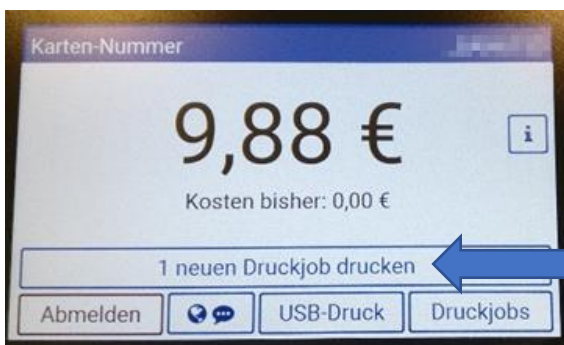 Karten-Nummer
9,88 €
i
Kosten bisher: 0,00 €
1 neuen Druckjob drucken
Abmelden USB-Druck Druckjobs